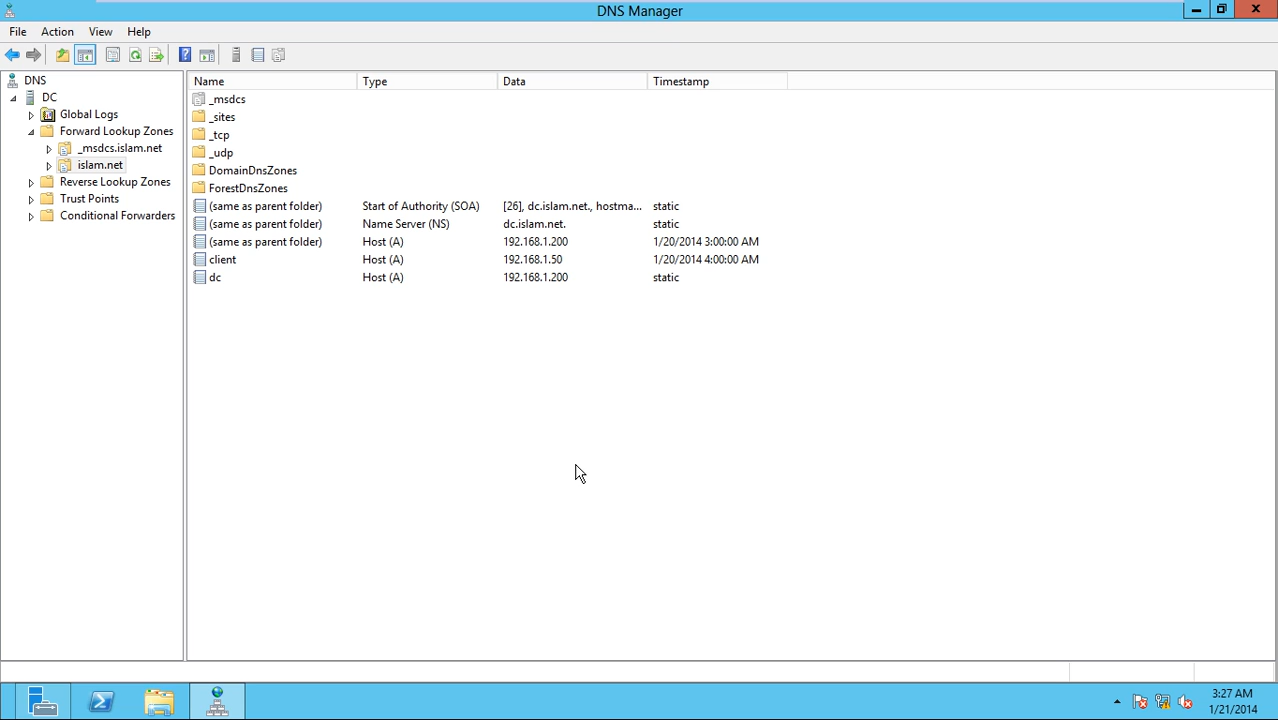 DNS Manager
File Action View Help
DNS
DC
Global Logs
Forward Lookup Zones
_msdcs.islam.net
islam.net
Reverse Lookup Zones
Trust Points
Conditional Forwarders
Name Type Data Timestamp
_msdcs
_sites
_tcp
_udp
DomainDnsZones
ForestDnsZones
(same as parent folder) Start of Authority (SOA) [26], dc.islam.net., hostma... static
(same as parent folder) Name Server (NS) dc.islam.net. static
(same as parent folder) Host (A) 192.168.1.200 1/20/2014 3:00:00 AM
client Host (A) 192.168.1.50 1/20/2014 4:00:00 AM
dc Host (A) 192.168.1.200 static
3:27 AM
1/21/2014